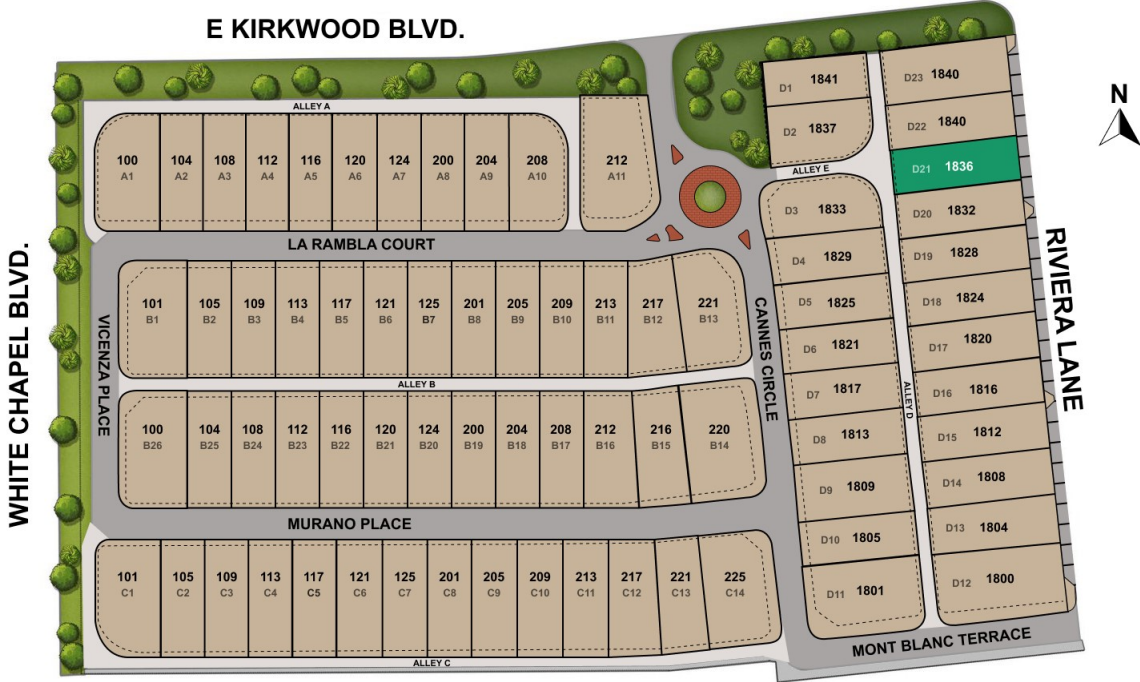 E KIRKWOOD BLVD.
N
WHITE CHAPEL BLVD.
ALLEY A
100 104 108 112 116 120 124 200 204 208 212
A1 A2 A3 A4 A5 A6 A7 A8 A9 A10 A11
LA RAMBLA COURT
VICENZA PLACE
101 105 109 113 117 121 125 201 205 209 213 217 221
B1 B2 B3 B4 B5 B6 B7 B8 B9 B10 B11 B12 B13
ALLEY B
100 104 108 112 116 120 124 200 204 208 212 216 220
B26 B25 B24 B23 B22 B21 B20 B19 B18 B17 B16 B15 B14
MURANO PLACE
101 105 109 113 117 121 125 201 205 209 213 217 221 225
C1 C2 C3 C4 C5 C6 C7 C8 C9 C10 C11 C12 C13 C14
ALLEY C
CANNES CIRCLE
D1 1841
D2 1837
ALLEY E
D3 1833
D4 1829
D5 1825
D6 1821
D7 1817
D8 1813
D9 1809
D10 1805
D11 1801
ALLEY D
D23 1840
D22 1840
D21 1836
D20 1832
D19 1828
D18 1824
D17 1820
D16 1816
D15 1812
D14 1808
D13 1804
D12 1800
RIVIERA LANE
MONT BLANC TERRACE